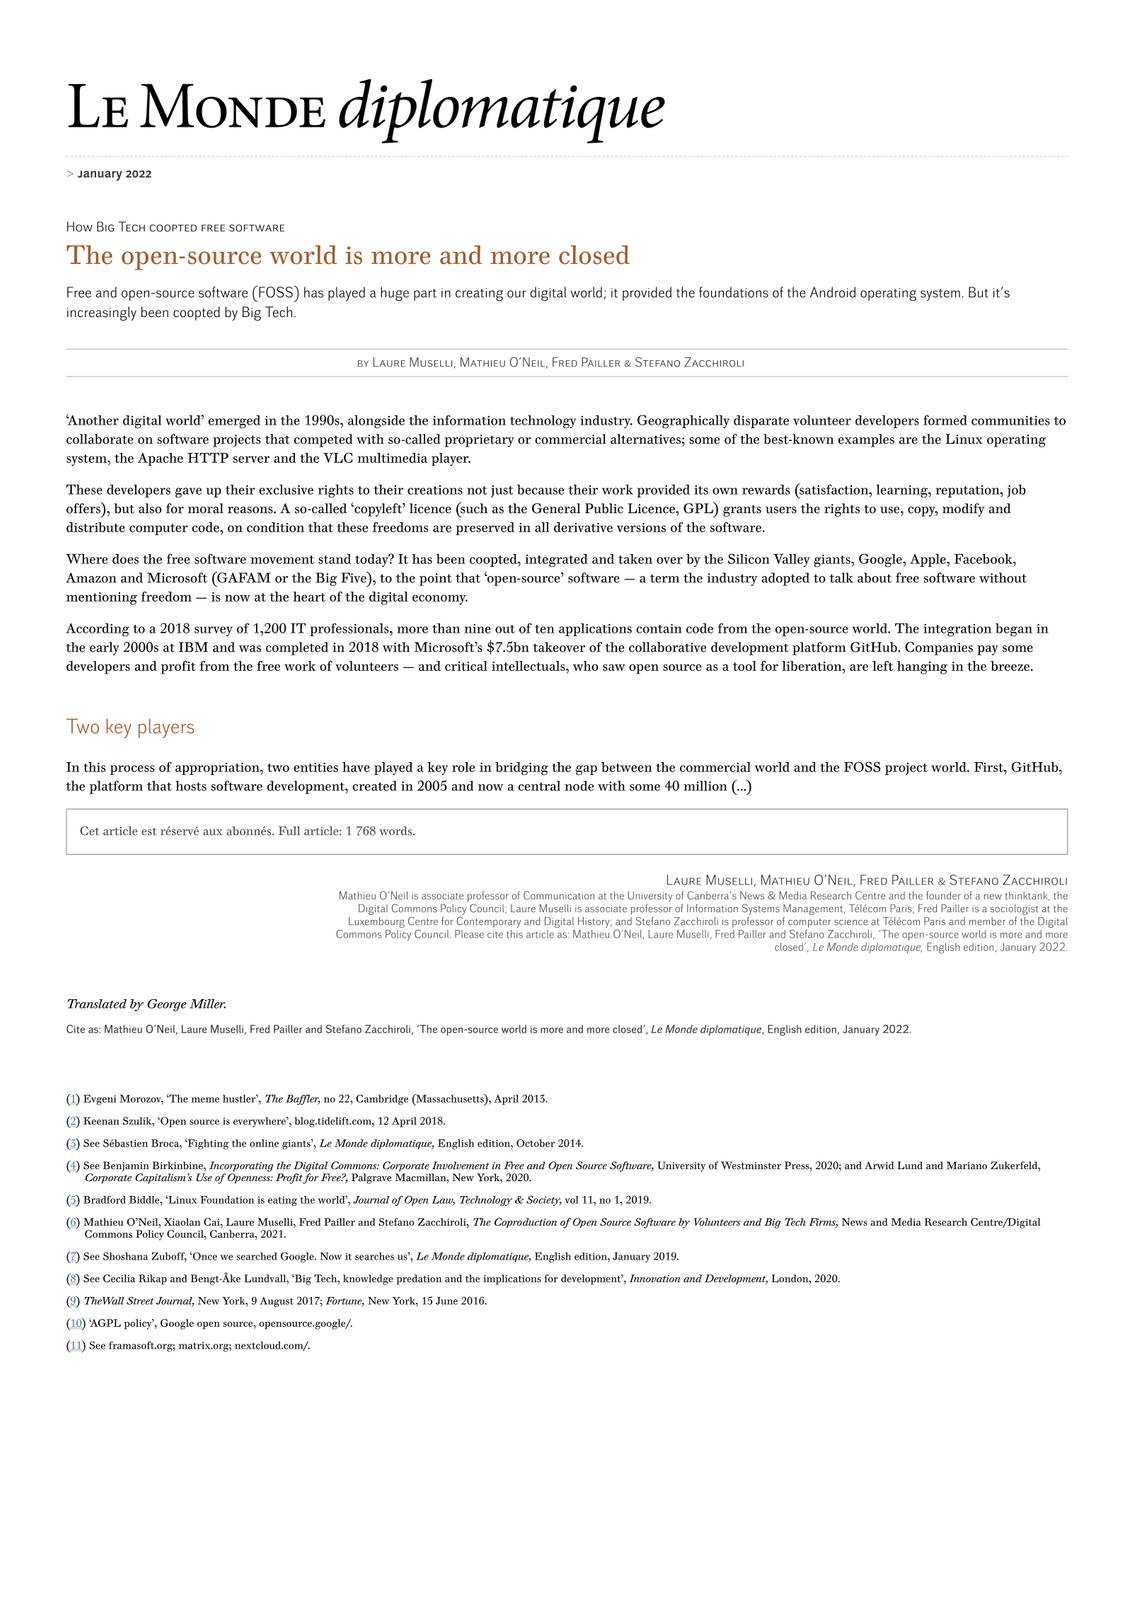 Le Monde diplomatique
> January 2022
How Big Tech coopted free software
The open-source world is more and more closed
Free and open-source software (FOSS) has played a huge part in creating our digital world; it provided the foundations of the Android operating system. But it's
increasingly been coopted by Big Tech.
by Laure Muselli, Mathieu O'Neil, Fred Pailler & Stefano Zacchiroli
‘Another digital world’ emerged in the 1990s, alongside the information technology industry. Geographically disparate volunteer developers formed communities to
collaborate on software projects that competed with so-called proprietary or commercial alternatives; some of the best-known examples are the Linux operating
system, the Apache HTTP server and the VLC multimedia player.
These developers gave up their exclusive rights to their creations not just because their work provided its own rewards (satisfaction, learning, reputation, job
offers), but also for moral reasons. A so-called ‘copyleft’ licence (such as the General Public Licence, GPL) grants users the rights to use, copy, modify and
distribute computer code, on condition that these freedoms are preserved in all derivative versions of the software.
Where does the free software movement stand today? It has been coopted, integrated and taken over by the Silicon Valley giants, Google, Apple, Facebook,
Amazon and Microsoft (GAFAM or the Big Five), to the point that ‘open-source’ software — a term the industry adopted to talk about free software without
mentioning freedom — is now at the heart of the digital economy.
According to a 2018 survey of 1,200 IT professionals, more than nine out of ten applications contain code from the open-source world. The integration began in
the early 2000s at IBM and was completed in 2018 with Microsoft’s $7.5bn takeover of the collaborative development platform GitHub. Companies pay some
developers and profit from the free work of volunteers — and critical intellectuals, who saw open source as a tool for liberation, are left hanging in the breeze.
Two key players
In this process of appropriation, two entities have played a key role in bridging the gap between the commercial world and the FOSS project world. First, GitHub,
the platform that hosts software development, created in 2005 and now a central node with some 40 million (...)
Cet article est réservé aux abonnés. Full article: 1 768 words.
Laure Muselli, Mathieu O'Neil, Fred Pailler & Stefano Zacchiroli
Mathieu O'Neil is associate professor of Communication at the University of Canberra's News & Media Research Centre and the founder of a new thinktank, the
Digital Commons Policy Council; Laure Muselli is associate professor of Information Systems Management, Télécom Paris; Fred Pailler is a sociologist at the
Luxembourg Centre for Contemporary and Digital History; and Stefano Zacchiroli is professor of computer science at Télécom Paris and member of the Digital
Commons Policy Council. Please cite this article as: Mathieu O'Neil, Laure Muselli, Fred Pailler and Stefano Zacchiroli, 'The open-source world is more and more
closed', Le Monde diplomatique, English edition, January 2022.
Translated by George Miller.
Cite as: Mathieu O'Neil, Laure Muselli, Fred Pailler and Stefano Zacchiroli, 'The open-source world is more and more closed', Le Monde diplomatique, English edition, January 2022.
(1) Evgeni Morozov, ‘The meme hustler’, The Baffler, no 22, Cambridge (Massachusetts), April 2013.
(2) Keenan Szulik, ‘Open source is everywhere’, blog.tidelift.com, 12 April 2018.
(3) See Sébastien Broca, ‘Fighting the online giants’, Le Monde diplomatique, English edition, October 2014.
(4) See Benjamin Birkinbine, Incorporating the Digital Commons: Corporate Involvement in Free and Open Source Software, University of Westminster Press, 2020; and Arwid Lund and Mariano Zukerfeld,
Corporate Capitalism’s Use of Openness: Profit for Free?, Palgrave Macmillan, New York, 2020.
(5) Bradford Biddle, ‘Linux Foundation is eating the world’, Journal of Open Law, Technology & Society, vol 11, no 1, 2019.
(6) Mathieu O’Neil, Xiaolan Cai, Laure Muselli, Fred Pailler and Stefano Zacchiroli, The Coproduction of Open Source Software by Volunteers and Big Tech Firms, News and Media Research Centre/Digital
Commons Policy Council, Canberra, 2021.
(7) See Shoshana Zuboff, ‘Once we searched Google. Now it searches us’, Le Monde diplomatique, English edition, January 2019.
(8) See Cecilia Rikap and Bengt-Åke Lundvall, ‘Big Tech, knowledge predation and the implications for development’, Innovation and Development, London, 2020.
(9) TheWall Street Journal, New York, 9 August 2017; Fortune, New York, 15 June 2016.
(10) ‘AGPL policy’, Google open source, opensource.google/.
(11) See framasoft.org; matrix.org; nextcloud.com/.